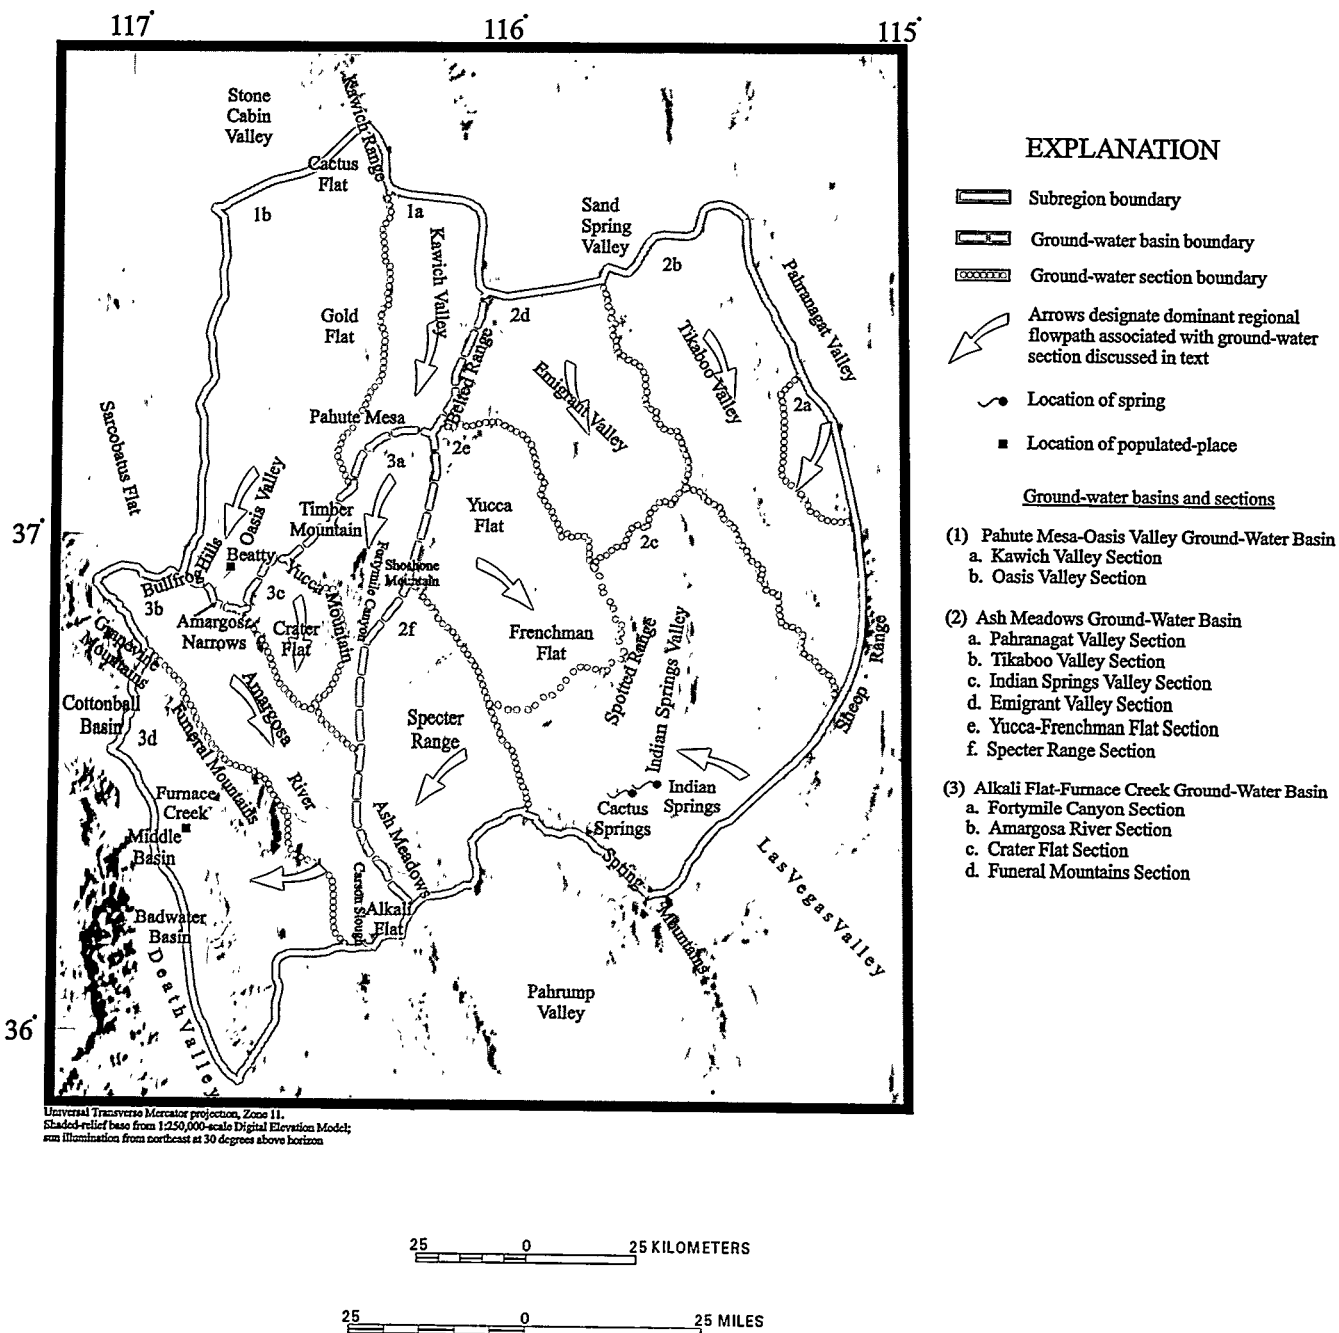 117°
116°
115°
Stone
Cabin
Valley
Kawich Range
Cactus
Flat
1b
1a
Kawich Valley
Sand
Spring
Valley
2b
2d
Pahranagat Valley
Gold
Flat
Belted Range
Tikaboo Valley
Emigrant Valley
2a
Sarcobatus Flat
Pahute Mesa
2e
3a
Oasis Valley
Timber
Mountain
Yucca
Flat
37°
2c
Bullfrog Hills
Beatty
Yucca Mountain
Fortymile Canyon
Shoshone
Mountain
3b
3c
Amargosa
Narrows
Crater
Flat
2f
Frenchman
Flat
Spotted Range
Indian Springs Valley
Sheep Range
Grapevine
Mountains
Cottonball
Basin
3d
Funeral Mountains
Amargosa
River
Specter
Range
Furnace
Creek
Middle
Basin
Ash Meadows
Cactus
Springs
Indian
Springs
Spring
Mountains
Las Vegas Valley
Carson Slough
Alkali
Flat
Badwater
Basin
Death Valley
Pahrump
Valley
36°
Universal Transverse Mercator projection, Zone 11.
Shaded-relief base from 1:250,000-scale Digital Elevation Model;
sun illumination from northeast at 30 degrees above horizon
EXPLANATION
Subregion boundary
Ground-water basin boundary
Ground-water section boundary
Arrows designate dominant regional
flowpath associated with ground-water
section discussed in text
Location of spring
Location of populated-place
Ground-water basins and sections
(1) Pahute Mesa-Oasis Valley Ground-Water Basin
a. Kawich Valley Section
b. Oasis Valley Section
(2) Ash Meadows Ground-Water Basin
a. Pahranagat Valley Section
b. Tikaboo Valley Section
c. Indian Springs Valley Section
d. Emigrant Valley Section
e. Yucca-Frenchman Flat Section
f. Specter Range Section
(3) Alkali Flat-Furnace Creek Ground-Water Basin
a. Fortymile Canyon Section
b. Amargosa River Section
c. Crater Flat Section
d. Funeral Mountains Section
25 0 25 KILOMETERS
25 0 25 MILES